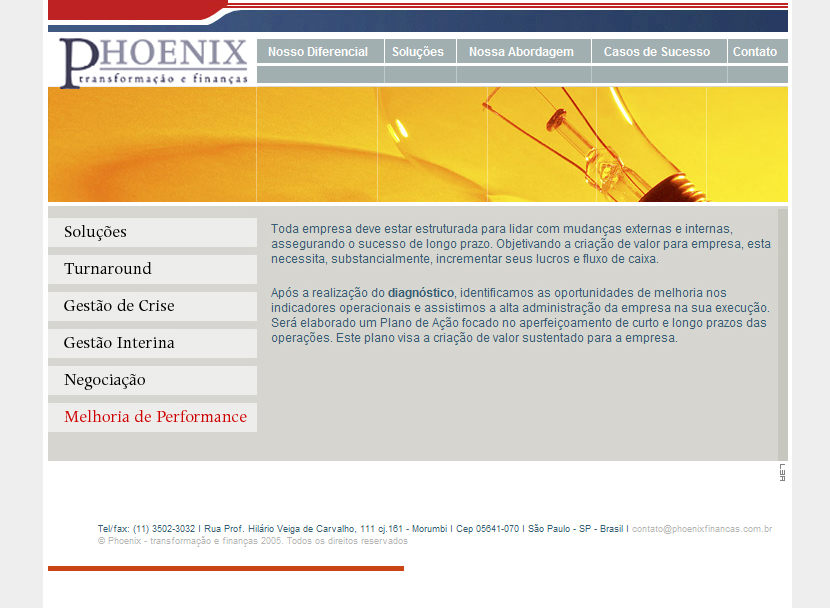 PHOENIX
transformação e finanças
Nosso Diferencial
Soluções
Nossa Abordagem
Casos de Sucesso
Contato
Soluções
Turnaround
Gestão de Crise
Gestão Interina
Negociação
Melhoria de Performance
Toda empresa deve estar estruturada para lidar com mudanças externas e internas,
assegurando o sucesso de longo prazo. Objetivando a criação de valor para empresa, esta
necessita, substancialmente, incrementar seus lucros e fluxo de caixa.
Após a realização do diagnóstico, identificamos as oportunidades de melhoria nos
indicadores operacionais e assistimos a alta administração da empresa na sua execução.
Será elaborado um Plano de Ação focado no aperfeiçoamento de curto e longo prazos das
operações. Este plano visa a criação de valor sustentado para a empresa.
Tel/fax: (11) 3502-3032 I Rua Prof. Hilário Veiga de Carvalho, 111 cj.161 - Morumbi I Cep 05641-070 I São Paulo - SP - Brasil I contato@phoenixfinancas.com.br
© Phoenix - transformação e finanças 2005. Todos os direitos reservados